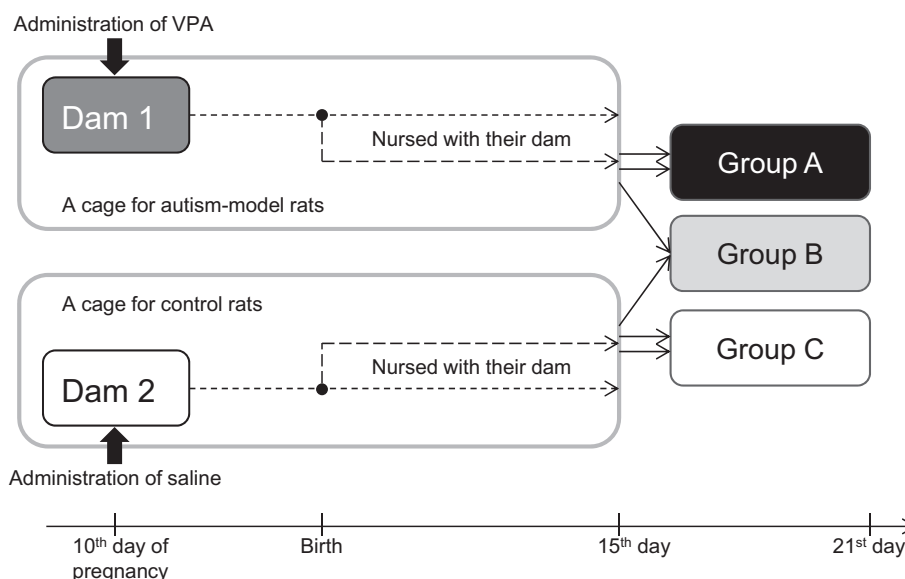 Administration of VPA
Dam 1
Nursed with their dam
A cage for autism-model rats
Group A
Group B
A cage for control rats
Group C
Nursed with their dam
Dam 2
Administration of saline
10th day of
pregnancy
Birth
15th day
21st day